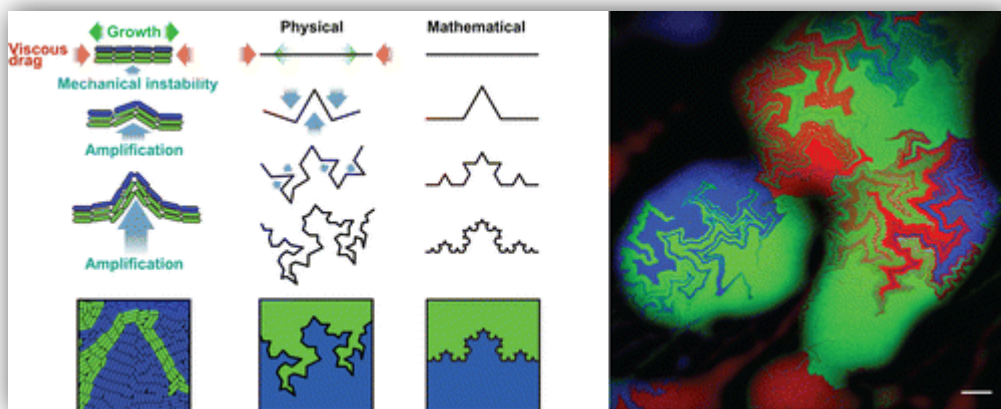 Growth
Viscous
drag
Mechanical instability
Amplification
Amplification
Physical
Mathematical